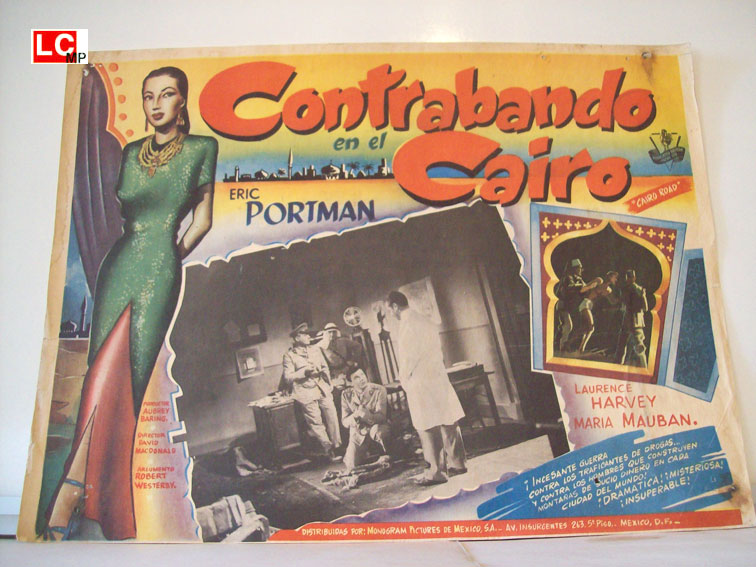 LC
MP
Contrabando
en el
Cairo
"CAIRO ROAD"
ERIC
PORTMAN
LAURENCE
HARVEY
MARIA MAUBAN.
PRODUCTOR
AUBREY
BARING.
DIRECTOR
DAVID
MACDONALD
ARGUMENTO
ROBERT
WESTERBY.
¡INCESANTE GUERRA
CONTRA LOS TRAFICANTES DE DROGAS...
Y CONTRA LOS HOMBRES QUE CONSTRUYEN
MONTAÑAS DE SUCIO DINERO EN CADA
CIUDAD DEL MUNDO! ¡MISTERIOSA!
¡DRAMATICA!
¡INSUPERABLE!
DISTRIBUIDAS POR: MONOGRAM PICTURES DE MEXICO, S.A.-- AV. INSURGENTES 263. 5º PISO.- MEXICO, D.F.-